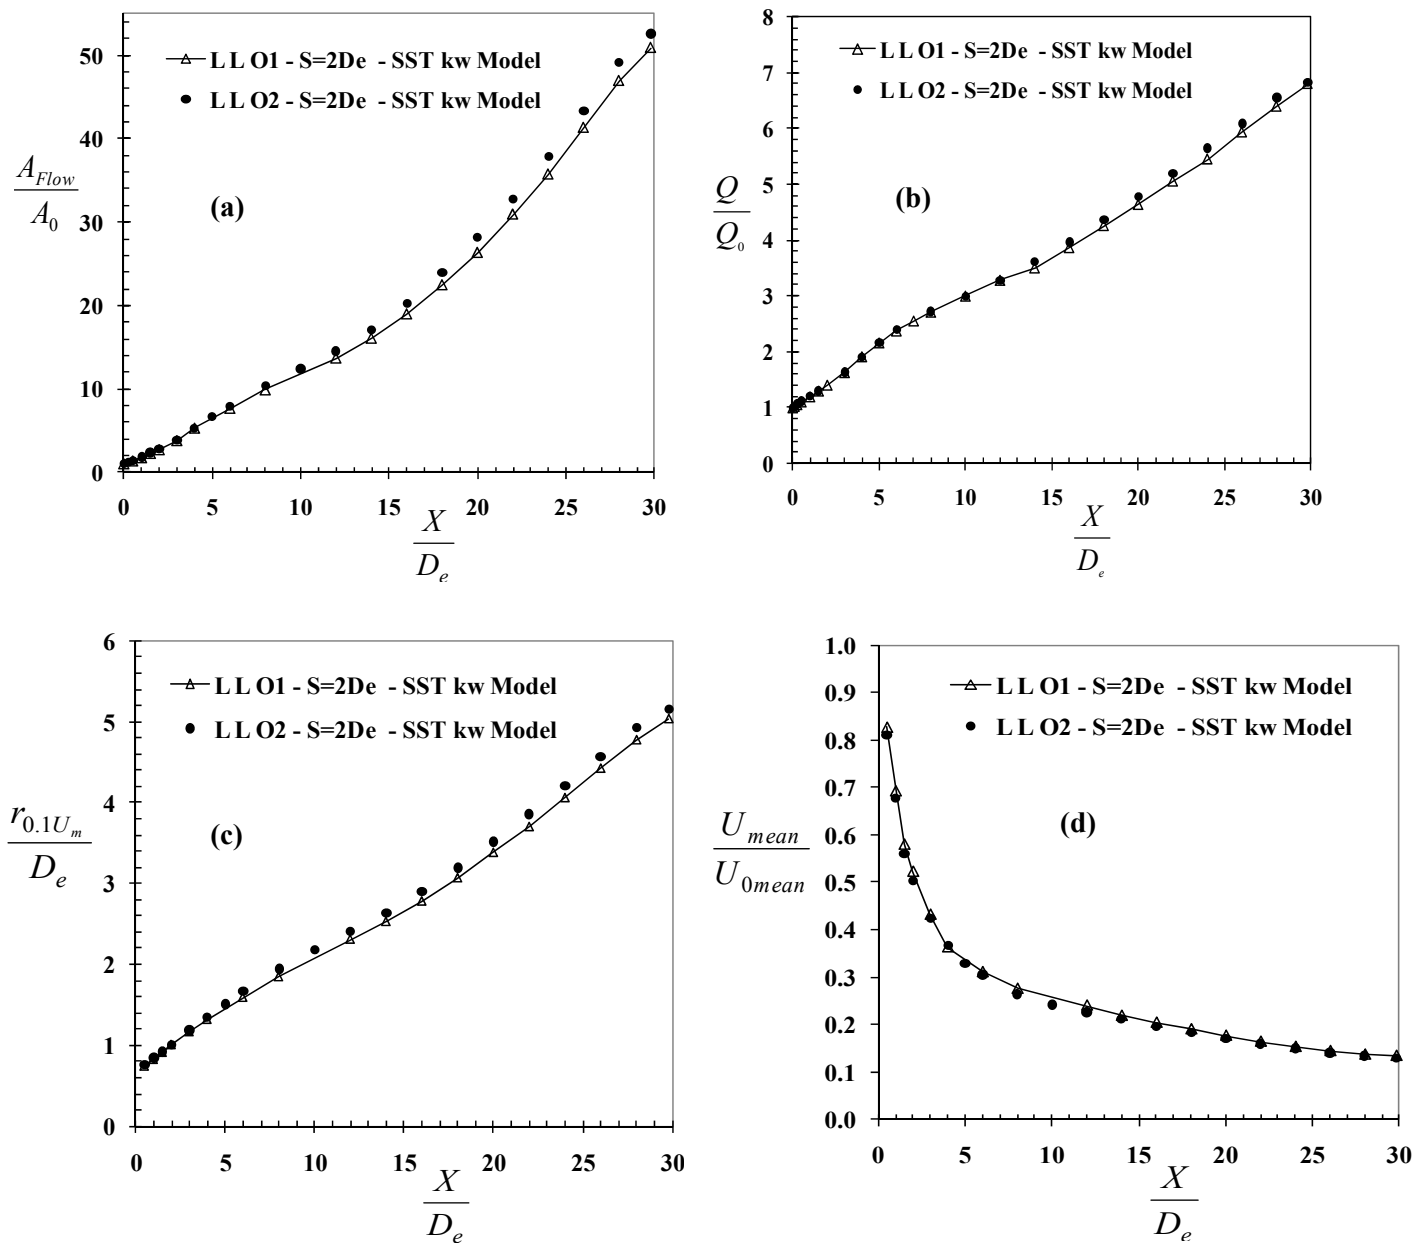 50
40
30
20
10
0
L L O1 - S=2De - SST kw Model
L L O2 - S=2De - SST kw Model
A_Flow
A_0
(a)
0 5 10 15 20 25 30
X
D_e
8
7
6
5
4
3
2
1
0
L L O1 - S=2De - SST kw Model
L L O2 - S=2De - SST kw Model
Q
Q_0
(b)
0 5 10 15 20 25 30
X
D_e
6
5
4
3
2
1
0
L L O1 - S=2De - SST kw Model
L L O2 - S=2De - SST kw Model
r_0.1U_m
D_e
(c)
0 5 10 15 20 25 30
X
D_e
1.0
0.9
0.8
0.7
0.6
0.5
0.4
0.3
0.2
0.1
0.0
L L O1 - S=2De - SST kw Model
L L O2 - S=2De - SST kw Model
U_mean
U_0mean
(d)
0 5 10 15 20 25 30
X
D_e